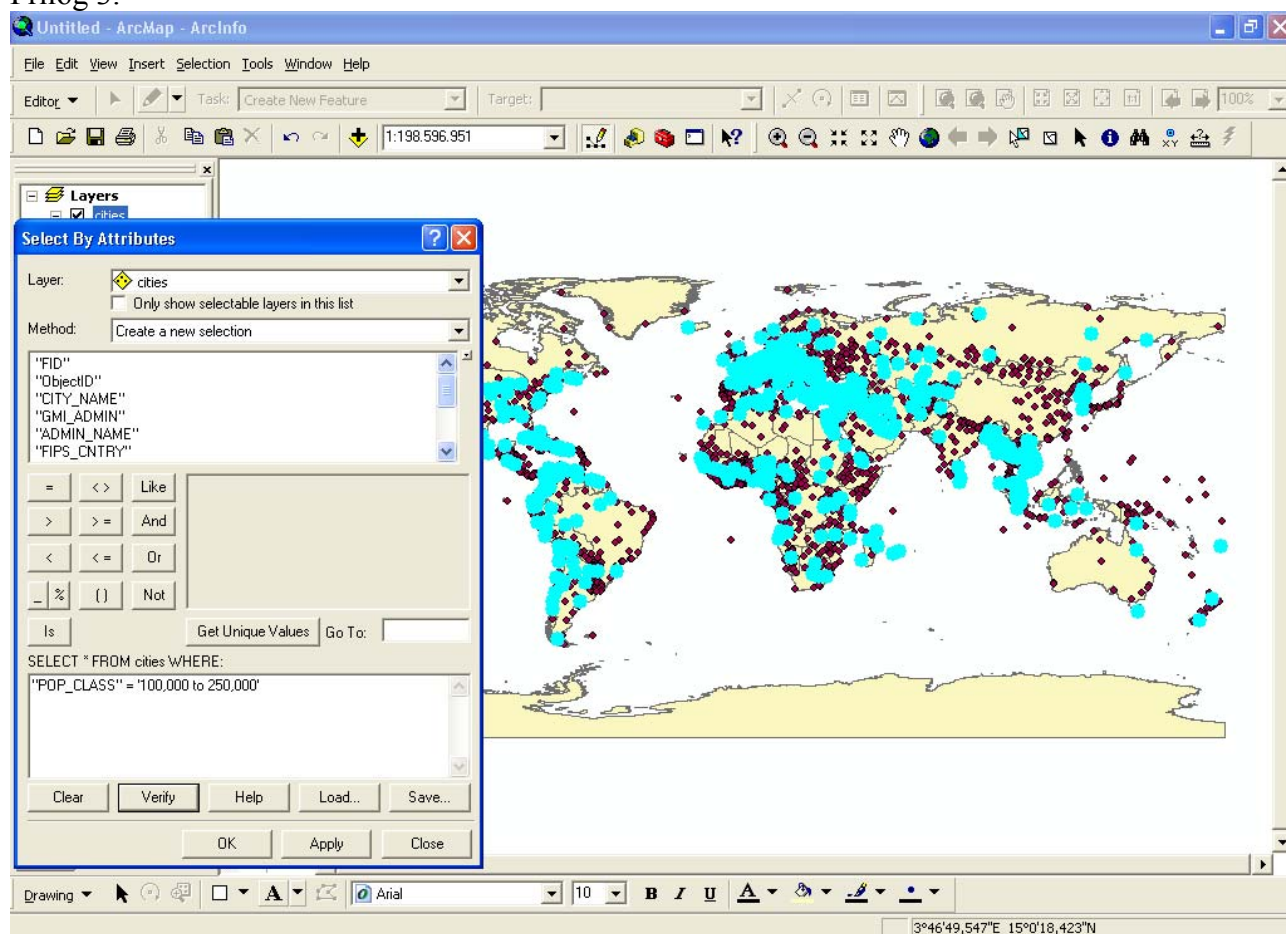 Prilog 3.
Untitled - ArcMap - ArcInfo
File Edit View Insert Selection Tools Window Help
Editor Task: Create New Feature Target: 100%
1:198.596.951
Layers
cities
Select By Attributes
Layer: cities
Only show selectable layers in this list
Method: Create a new selection
"FID"
"ObjectID"
"CITY_NAME"
"GMI_ADMIN"
"ADMIN_NAME"
"FIPS_CNTRY"
= < > Like
> > = And
< < = Or
_ % () Not
Is Get Unique Values Go To:
SELECT * FROM cities WHERE:
"POP_CLASS" = '100,000 to 250,000'
Clear Verify Help Load... Save...
OK Apply Close
Drawing A Arial 10 B I U A
3°46'49,547"E 15°0'18,423"N